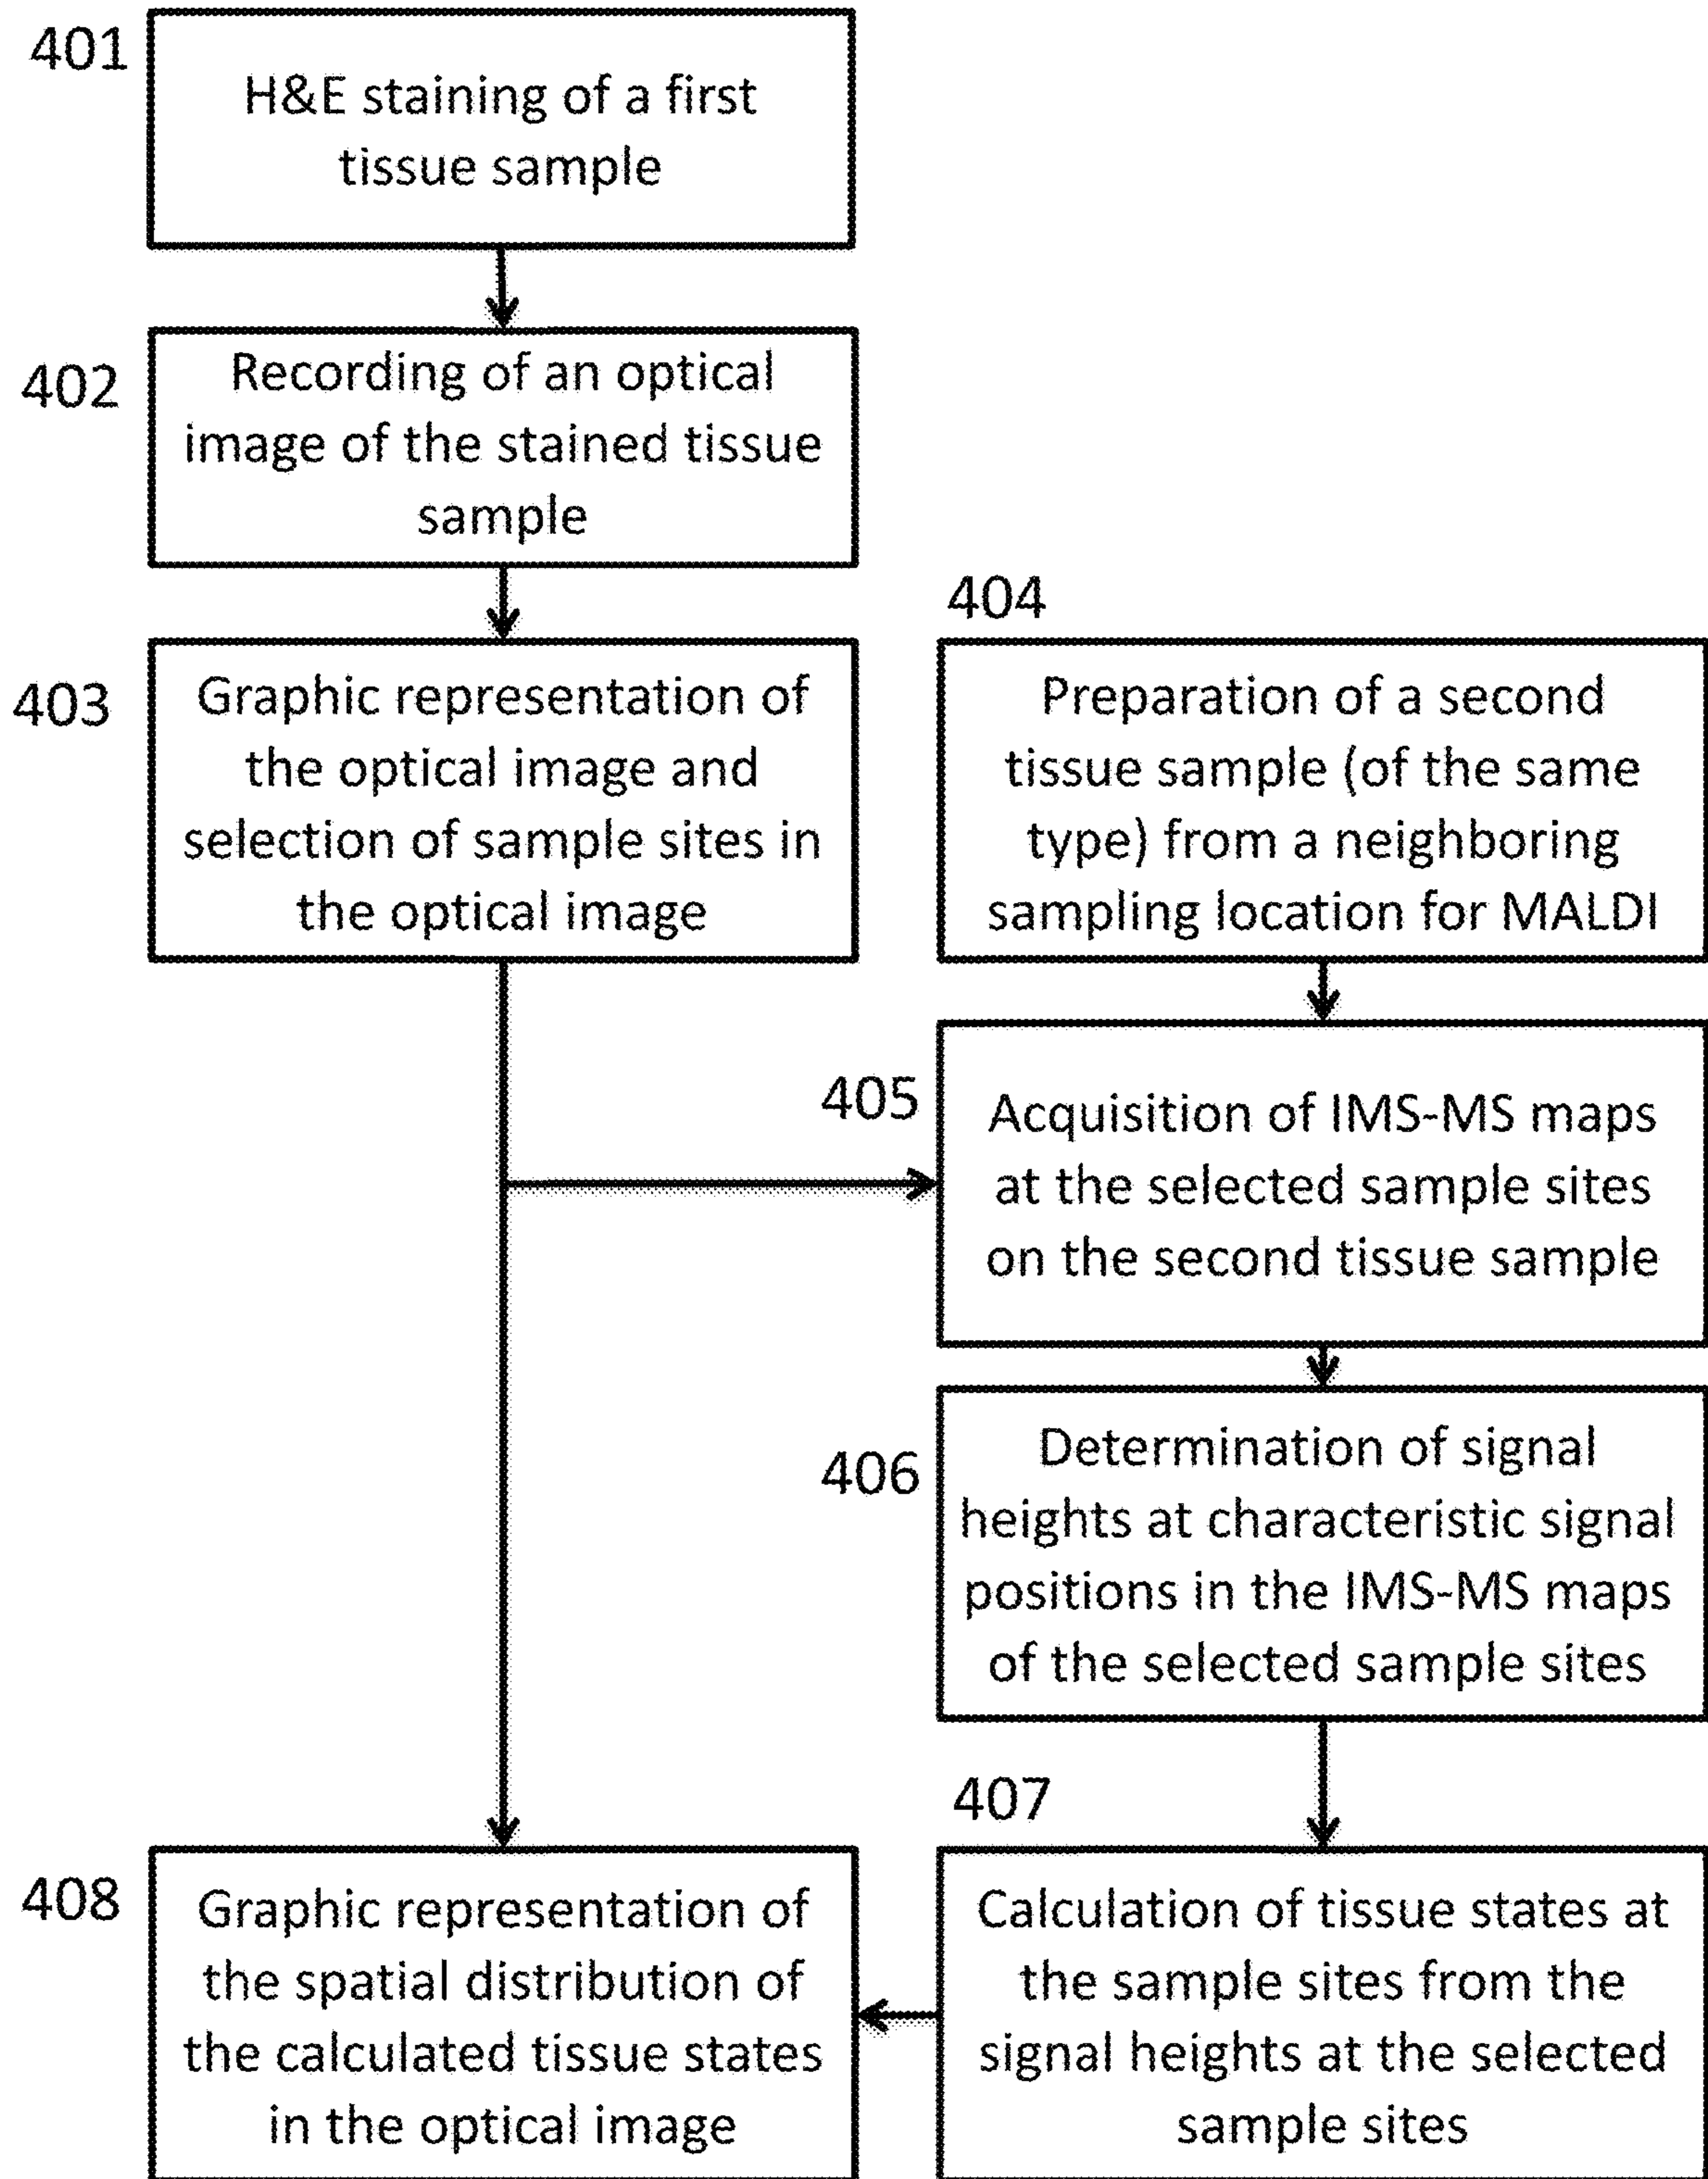 401
H&E staining of a first
tissue sample
402
Recording of an optical
image of the stained tissue
sample
403
Graphic representation of
the optical image and
selection of sample sites in
the optical image
404
Preparation of a second
tissue sample (of the same
type) from a neighboring
sampling location for MALDI
405
Acquisition of IMS-MS maps
at the selected sample sites
on the second tissue sample
406
Determination of signal
heights at characteristic signal
positions in the IMS-MS maps
of the selected sample sites
407
Calculation of tissue states at
the sample sites from the
signal heights at the selected
sample sites
408
Graphic representation of
the spatial distribution of
the calculated tissue states
in the optical image